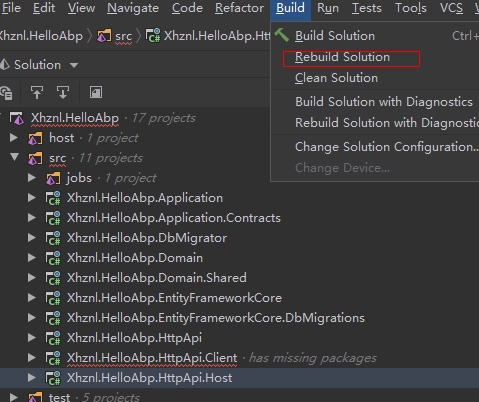 File Edit View Navigate Code Refactor Build Run Tests Tools VCS
Xhznl.HelloAbp src Xhznl.HelloAbp.Ht
Build Solution Ctrl+
Rebuild Solution
Solution
Clean Solution
Build Solution with Diagnostics
Rebuild Solution with Diagnostic
Change Solution Configuration...
Change Device...
Xhznl.HelloAbp · 17 projects
host · 1 project
src · 11 projects
jobs · 1 project
Xhznl.HelloAbp.Application
Xhznl.HelloAbp.Application.Contracts
Xhznl.HelloAbp.DbMigrator
Xhznl.HelloAbp.Domain
Xhznl.HelloAbp.Domain.Shared
Xhznl.HelloAbp.EntityFrameworkCore
Xhznl.HelloAbp.EntityFrameworkCore.DbMigrations
Xhznl.HelloAbp.HttpApi
Xhznl.HelloAbp.HttpApi.Client · has missing packages
Xhznl.HelloAbp.HttpApi.Host
test · 5 projects